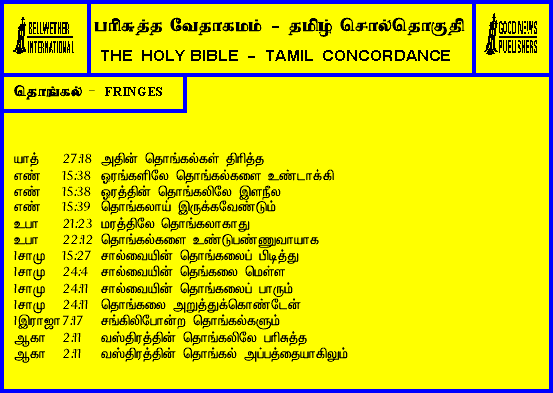 BELLWETHER
INTERNATIONAL
பரிசுத்த வேதாகமம் - தமிழ் சொல்தொகுதி
THE HOLY BIBLE - TAMIL CONCORDANCE
GOOD NEWS
PUBLISHERS
தொங்கல் - FRINGES
யாத் 27:18 அதின் தொங்கல்கள் திரித்த
எண் 15:38 ஓரங்களிலே தொங்கல்களை உண்டாக்கி
எண் 15:38 ஓரத்தின் தொங்கலிலே இளநீல
எண் 15:39 தொங்கலாய் இருக்கவேண்டும்
உபா 21:23 மரத்திலே தொங்கலாகாது
உபா 22:12 தொங்கல்களை உண்டுபண்ணுவாயாக
1சாமு 15:27 சால்வையின் தொங்கலைப் பிடித்து
1சாமு 24:4 சால்வையின் தெங்கலை மெள்ள
1சாமு 24:11 சால்வையின் தொங்கலைப் பாரும்
1சாமு 24:11 தொங்கலை அறுத்துக்கொண்டேன்
1இராஜா 7:17 சங்கிலிபோன்ற தொங்கல்களும்
ஆகா 2:11 வஸ்திரத்தின் தொங்கலிலே பரிசுத்த
ஆகா 2:11 வஸ்திரத்தின் தொங்கல் அப்பத்தையாகிலும்